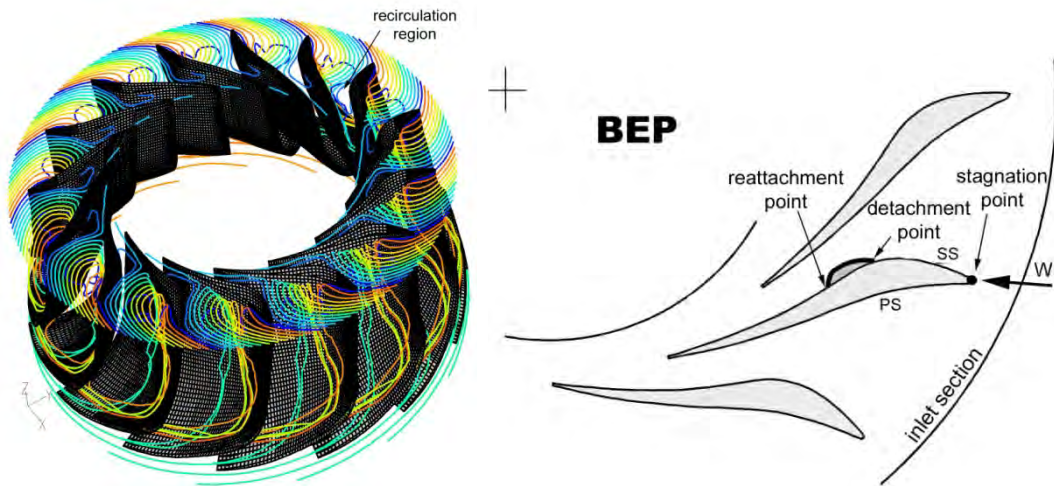 recirculation
region
Z
Y
X
BEP
reattachment
point
detachment
point
stagnation
point
SS
PS
W
inlet section